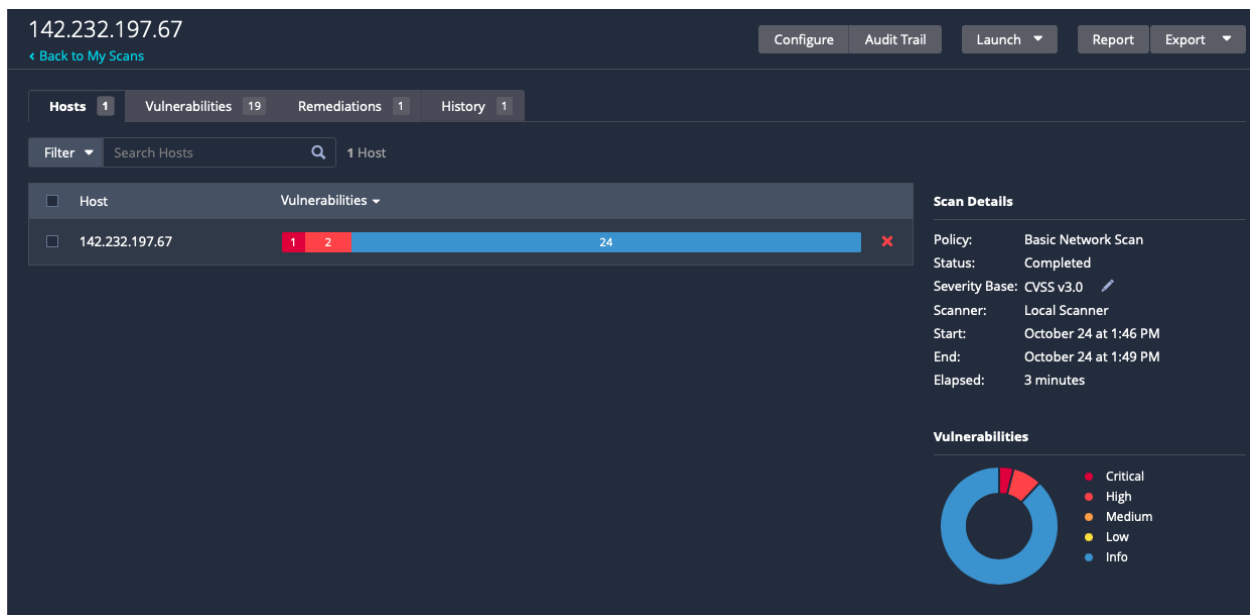 142.232.197.67
‹ Back to My Scans
Configure Audit Trail Launch Report Export
Hosts 1 Vulnerabilities 19 Remediations 1 History 1
Filter Search Hosts 1 Host
Host Vulnerabilities
142.232.197.67 1 2 24
Scan Details
Policy: Basic Network Scan
Status: Completed
Severity Base: CVSS v3.0
Scanner: Local Scanner
Start: October 24 at 1:46 PM
End: October 24 at 1:49 PM
Elapsed: 3 minutes
Vulnerabilities
Critical
High
Medium
Low
Info